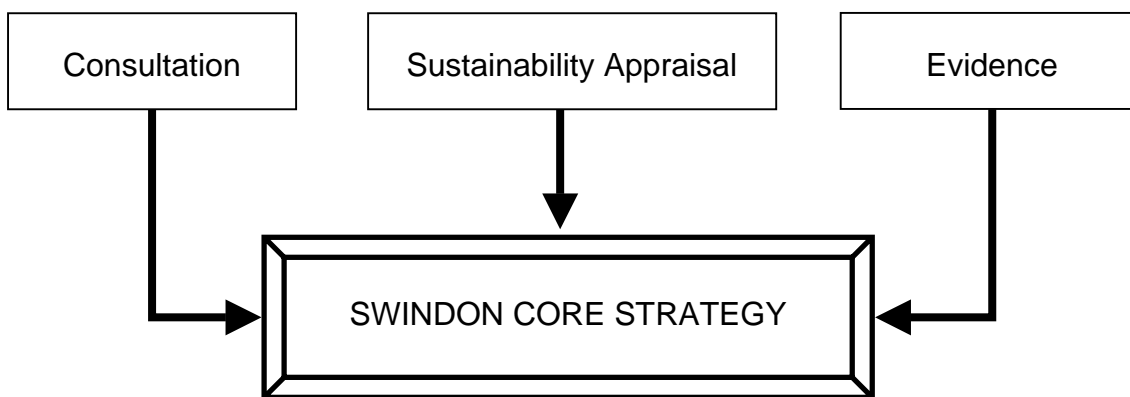 Consultation
Sustainability Appraisal
Evidence
SWINDON CORE STRATEGY